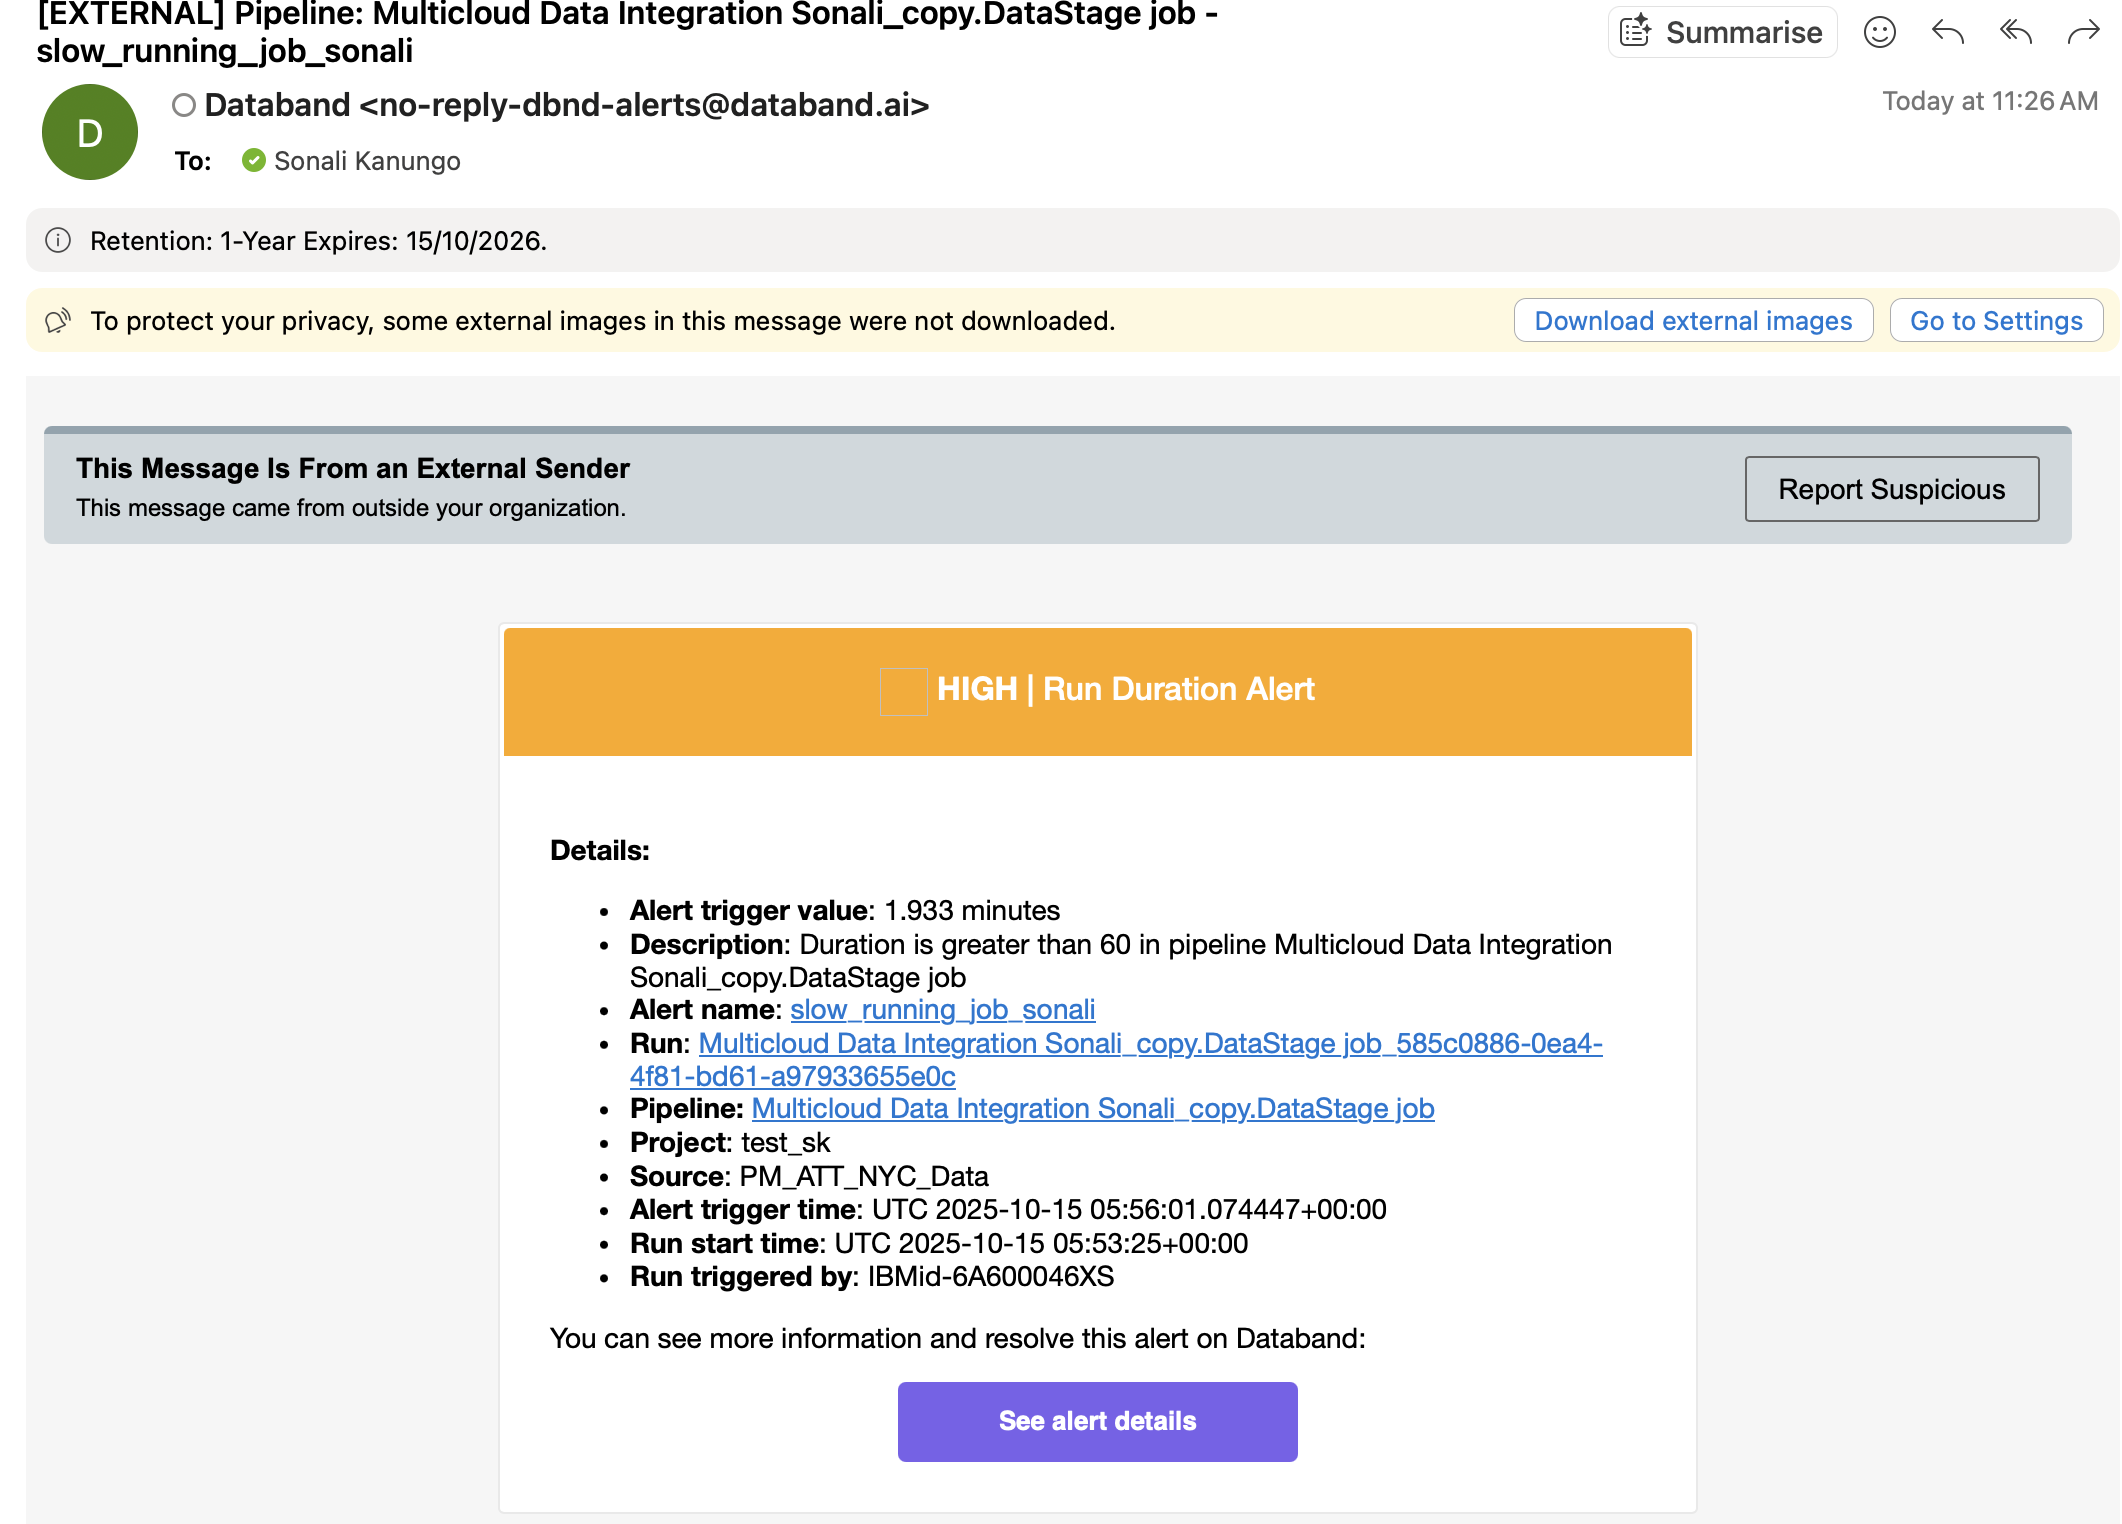 [EXTERNAL] Pipeline: Multicloud Data Integration Sonali_copy.DataStage job -
slow_running_job_sonali
Summarise
D
Databand <no-reply-dbnd-alerts@databand.ai>
Today at 11:26 AM
To: Sonali Kanungo
Retention: 1-Year Expires: 15/10/2026.
To protect your privacy, some external images in this message were not downloaded.
Download external images
Go to Settings
This Message Is From an External Sender
This message came from outside your organization.
Report Suspicious
HIGH | Run Duration Alert
Details:
• Alert trigger value: 1.933 minutes
• Description: Duration is greater than 60 in pipeline Multicloud Data Integration
Sonali_copy.DataStage job
• Alert name: slow_running_job_sonali
• Run: Multicloud Data Integration Sonali_copy.DataStage job_585c0886-0ea4-
4f81-bd61-a97933655e0c
• Pipeline: Multicloud Data Integration Sonali_copy.DataStage job
• Project: test_sk
• Source: PM_ATT_NYC_Data
• Alert trigger time: UTC 2025-10-15 05:56:01.074447+00:00
• Run start time: UTC 2025-10-15 05:53:25+00:00
• Run triggered by: IBMid-6A600046XS
You can see more information and resolve this alert on Databand:
See alert details